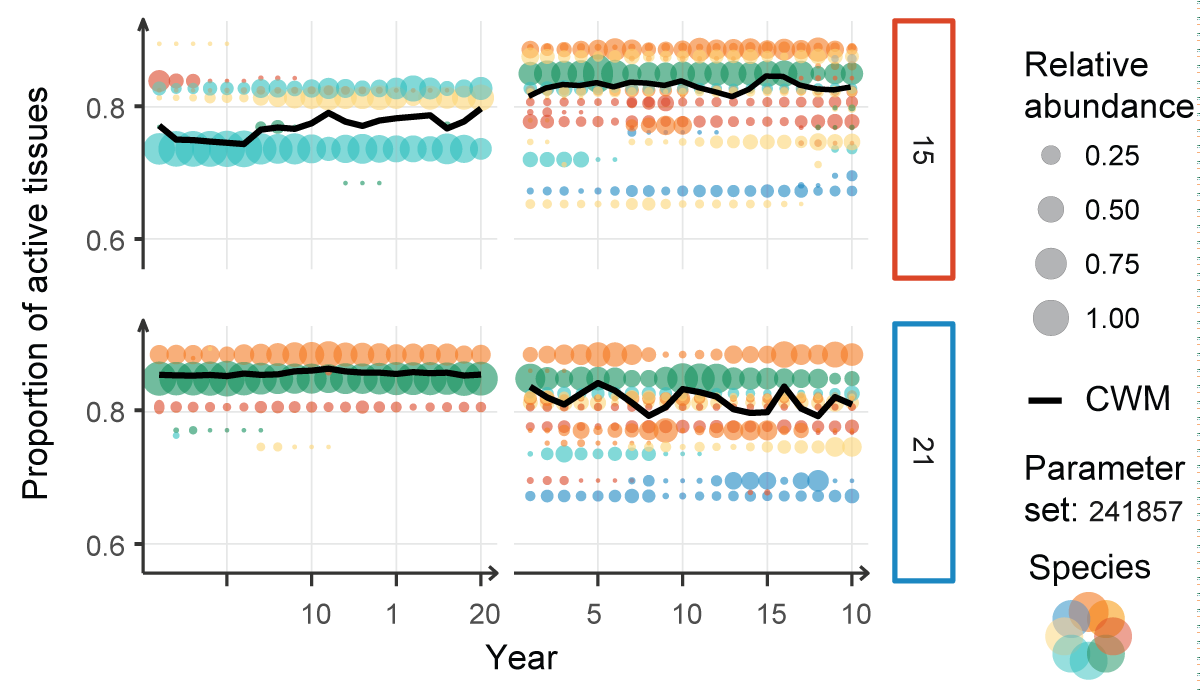 Proportion of active tissues
0.8
0.6
15
0.8
0.6
21
10
1
20
5
10
15
10
Year
Relative
abundance
0.25
0.50
0.75
1.00
CWM
Parameter
set: 241857
Species